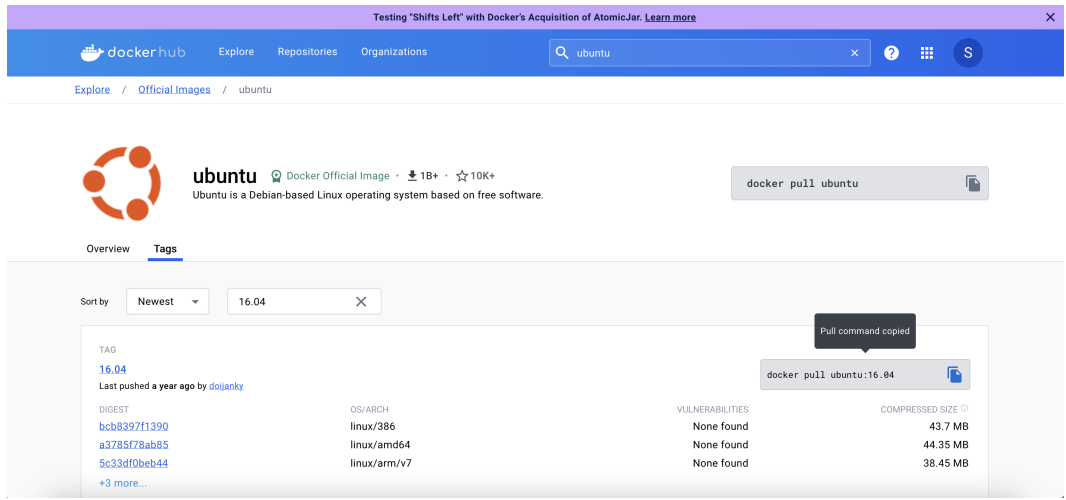 Testing "Shifts Left" with Docker's Acquisition of AtomicJar. Learn more
dockerhub Explore Repositories Organizations ubuntu S
Explore / Official Images / ubuntu
ubuntu Docker Official Image · 1B+ · 10K+
Ubuntu is a Debian-based Linux operating system based on free software.
docker pull ubuntu
Overview Tags
Sort by Newest 16.04
Pull command copied
TAG
16.04
docker pull ubuntu:16.04
Last pushed a year ago by doijanky
DIGEST OS/ARCH VULNERABILITIES COMPRESSED SIZE
bcb8397f1390 linux/386 None found 43.7 MB
a3785f78ab85 linux/amd64 None found 44.35 MB
5c33df0beb44 linux/arm/v7 None found 38.45 MB
+3 more...